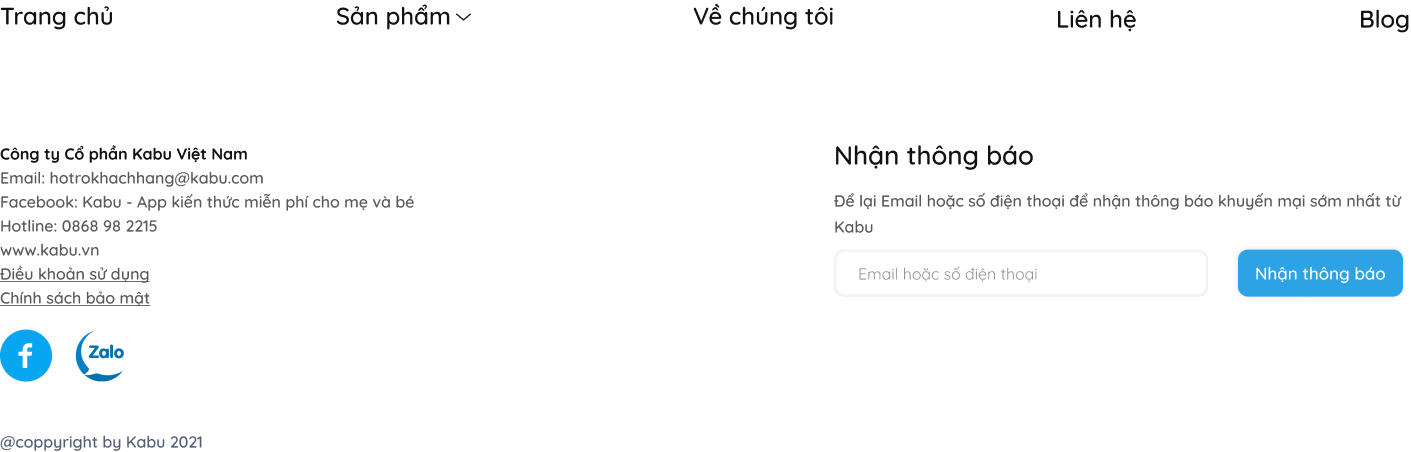 Trang chủ
Sản phẩm
Về chúng tôi
Liên hệ
Blog
Công ty Cổ phần Kabu Việt Nam
Email: hotrokhachhang@kabu.com
Facebook: Kabu - App kiến thức miễn phí cho mẹ và bé
Hotline: 0868 98 2215
www.kabu.vn
Điều khoản sử dụng
Chính sách bảo mật
Zalo
Nhận thông báo
Để lại Email hoặc số điện thoại để nhận thông báo khuyến mại sớm nhất từ
Kabu
Email hoặc số điện thoại
Nhận thông báo
@coppyright by Kabu 2021